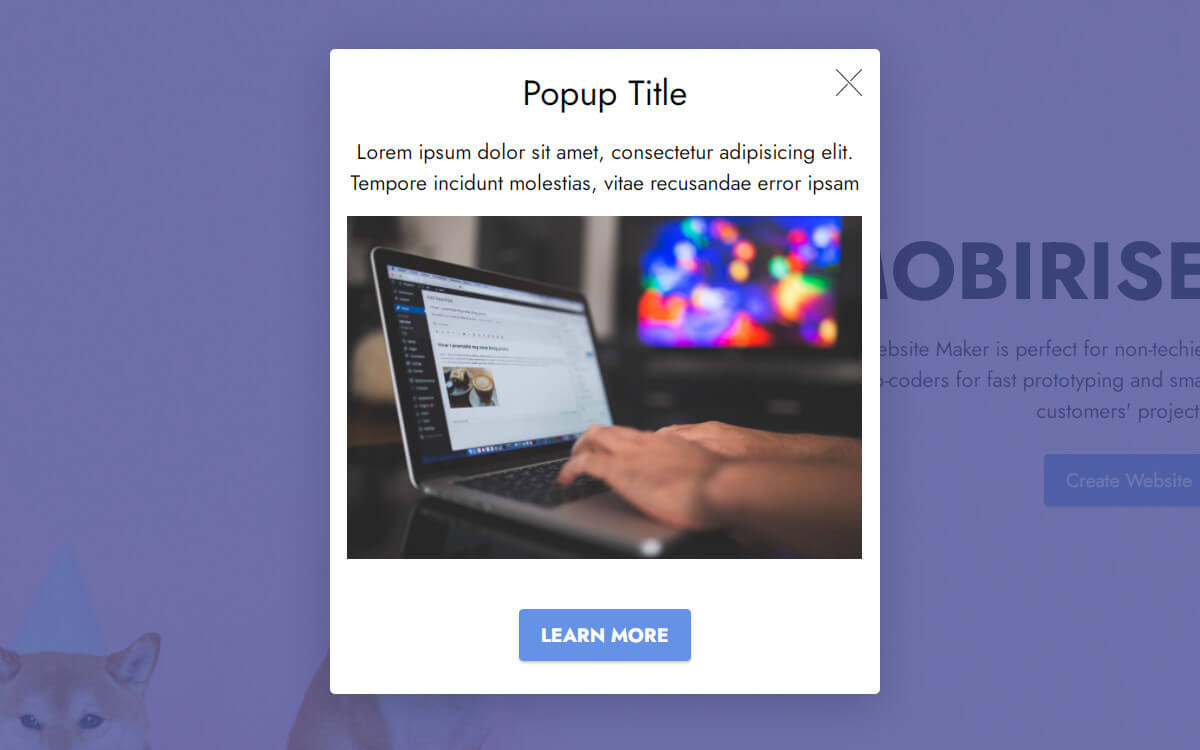 Popup Title
Lorem ipsum dolor sit amet, consectetur adipisicing elit.
Tempore incidunt molestias, vitae recusandae error ipsam
MOBIRISE
ebsite Maker is perfect for non-techie
-coders for fast prototyping and sma
customers' project
Create Website
LEARN MORE